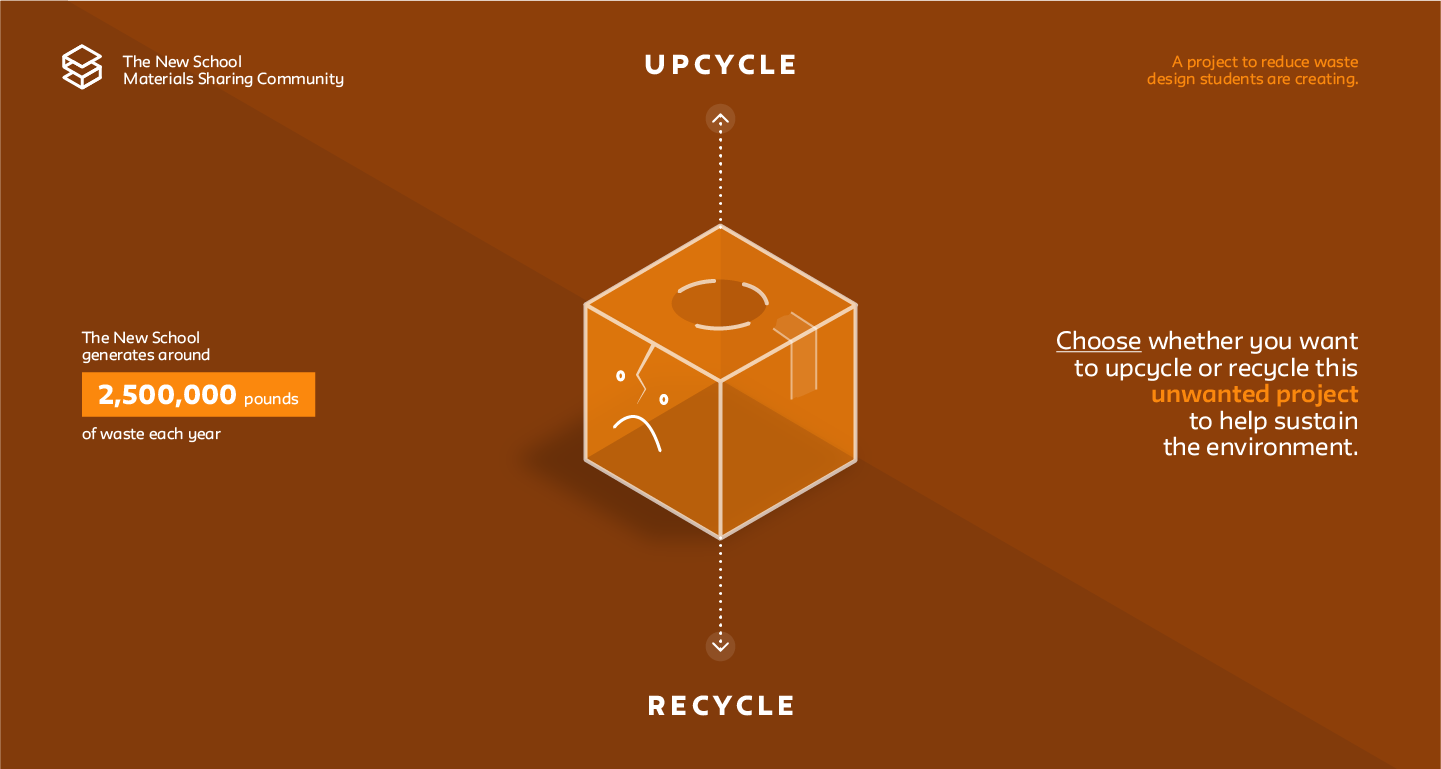 The New School
Materials Sharing Community
UPCYCLE
A project to reduce waste
design students are creating.
The New School
generates around
2,500,000 pounds
of waste each year
Choose whether you want
to upcycle or recycle this
unwanted project
to help sustain
the environment.
RECYCLE